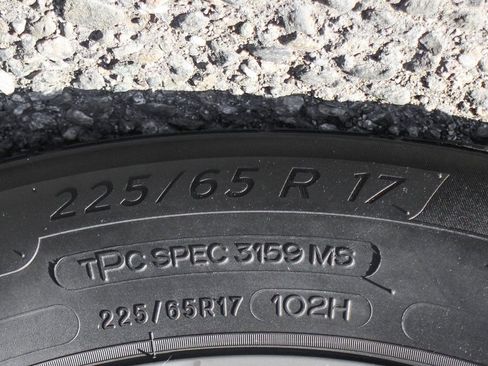 225/65 R 17
TPC SPEC 3159 MS
225/65R17 102H